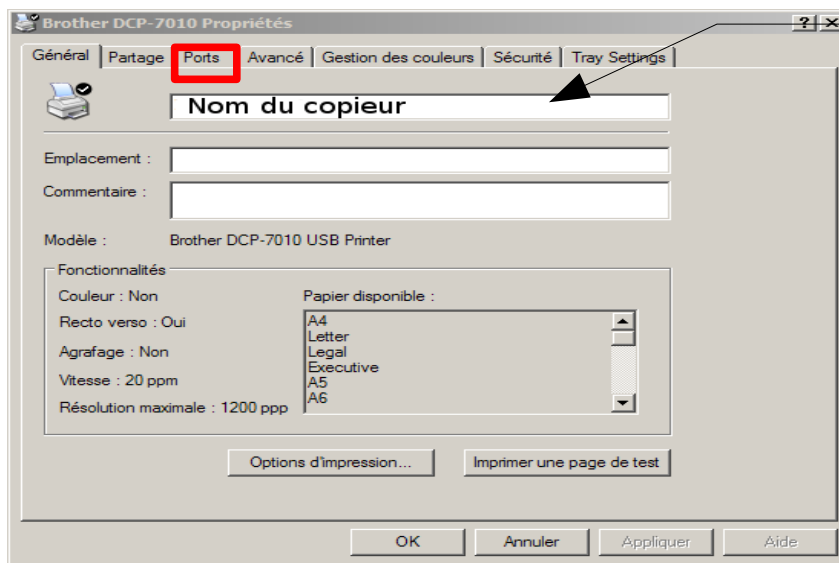 Brother DCP-7010 Propriétés
Général Partage Ports Avancé Gestion des couleurs Sécurité Tray Settings
Nom du copieur
Emplacement :
Commentaire :
Modèle : Brother DCP-7010 USB Printer
Fonctionnalités
Couleur : Non Papier disponible :
Recto verso : Oui
Agrafage : Non
Vitesse : 20 ppm
Résolution maximale : 1200 ppp
A4
Letter
Legal
Executive
A5
A6
Options d'impression... Imprimer une page de test
OK Annuler Appliquer Aide